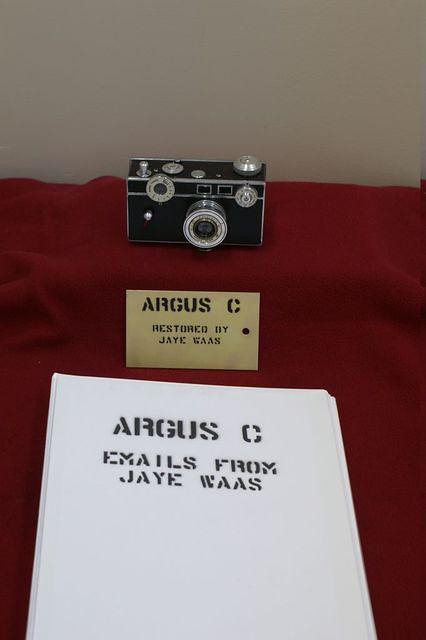 ARGUS C
RESTORED BY
JAYE WAAS
ARGUS C
EMAILS FROM
JAYE WAAS